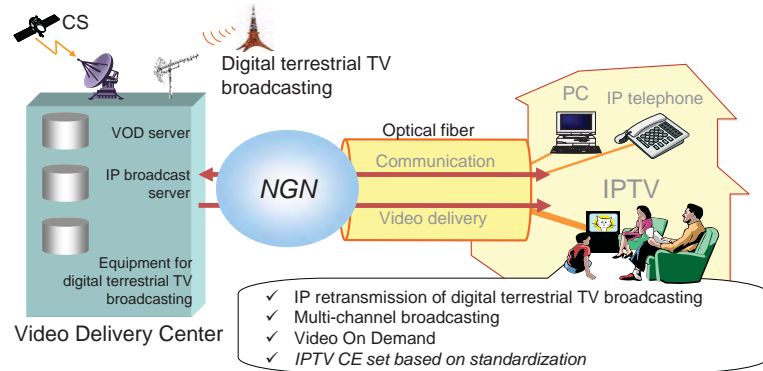 CS
Digital terrestrial TV
broadcasting
VOD server
IP broadcast
server
Equipment for
digital terrestrial TV
broadcasting
Video Delivery Center
NGN
Optical fiber
Communication
Video delivery
PC
IP telephone
IPTV
✓ IP retransmission of digital terrestrial TV broadcasting
✓ Multi-channel broadcasting
✓ Video On Demand
✓ IPTV CE set based on standardization